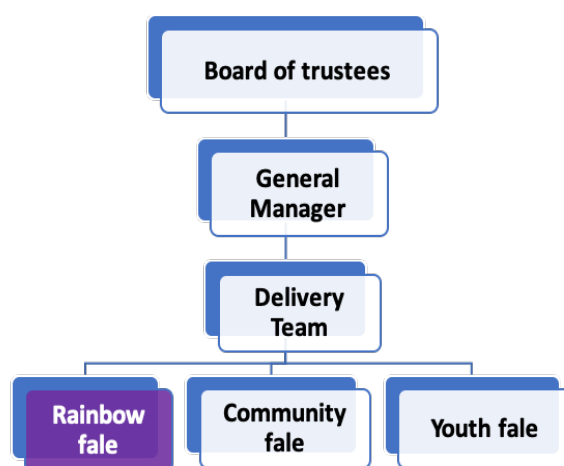 Board of trustees
General
Manager
Delivery
Team
Rainbow
fale
Community
fale
Youth fale